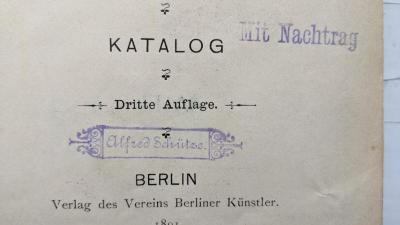 KATALOG
Mit Nachtrag
Dritte Auflage.
Alfred Schütze.
BERLIN
Verlag des Vereins Berliner Künstler.